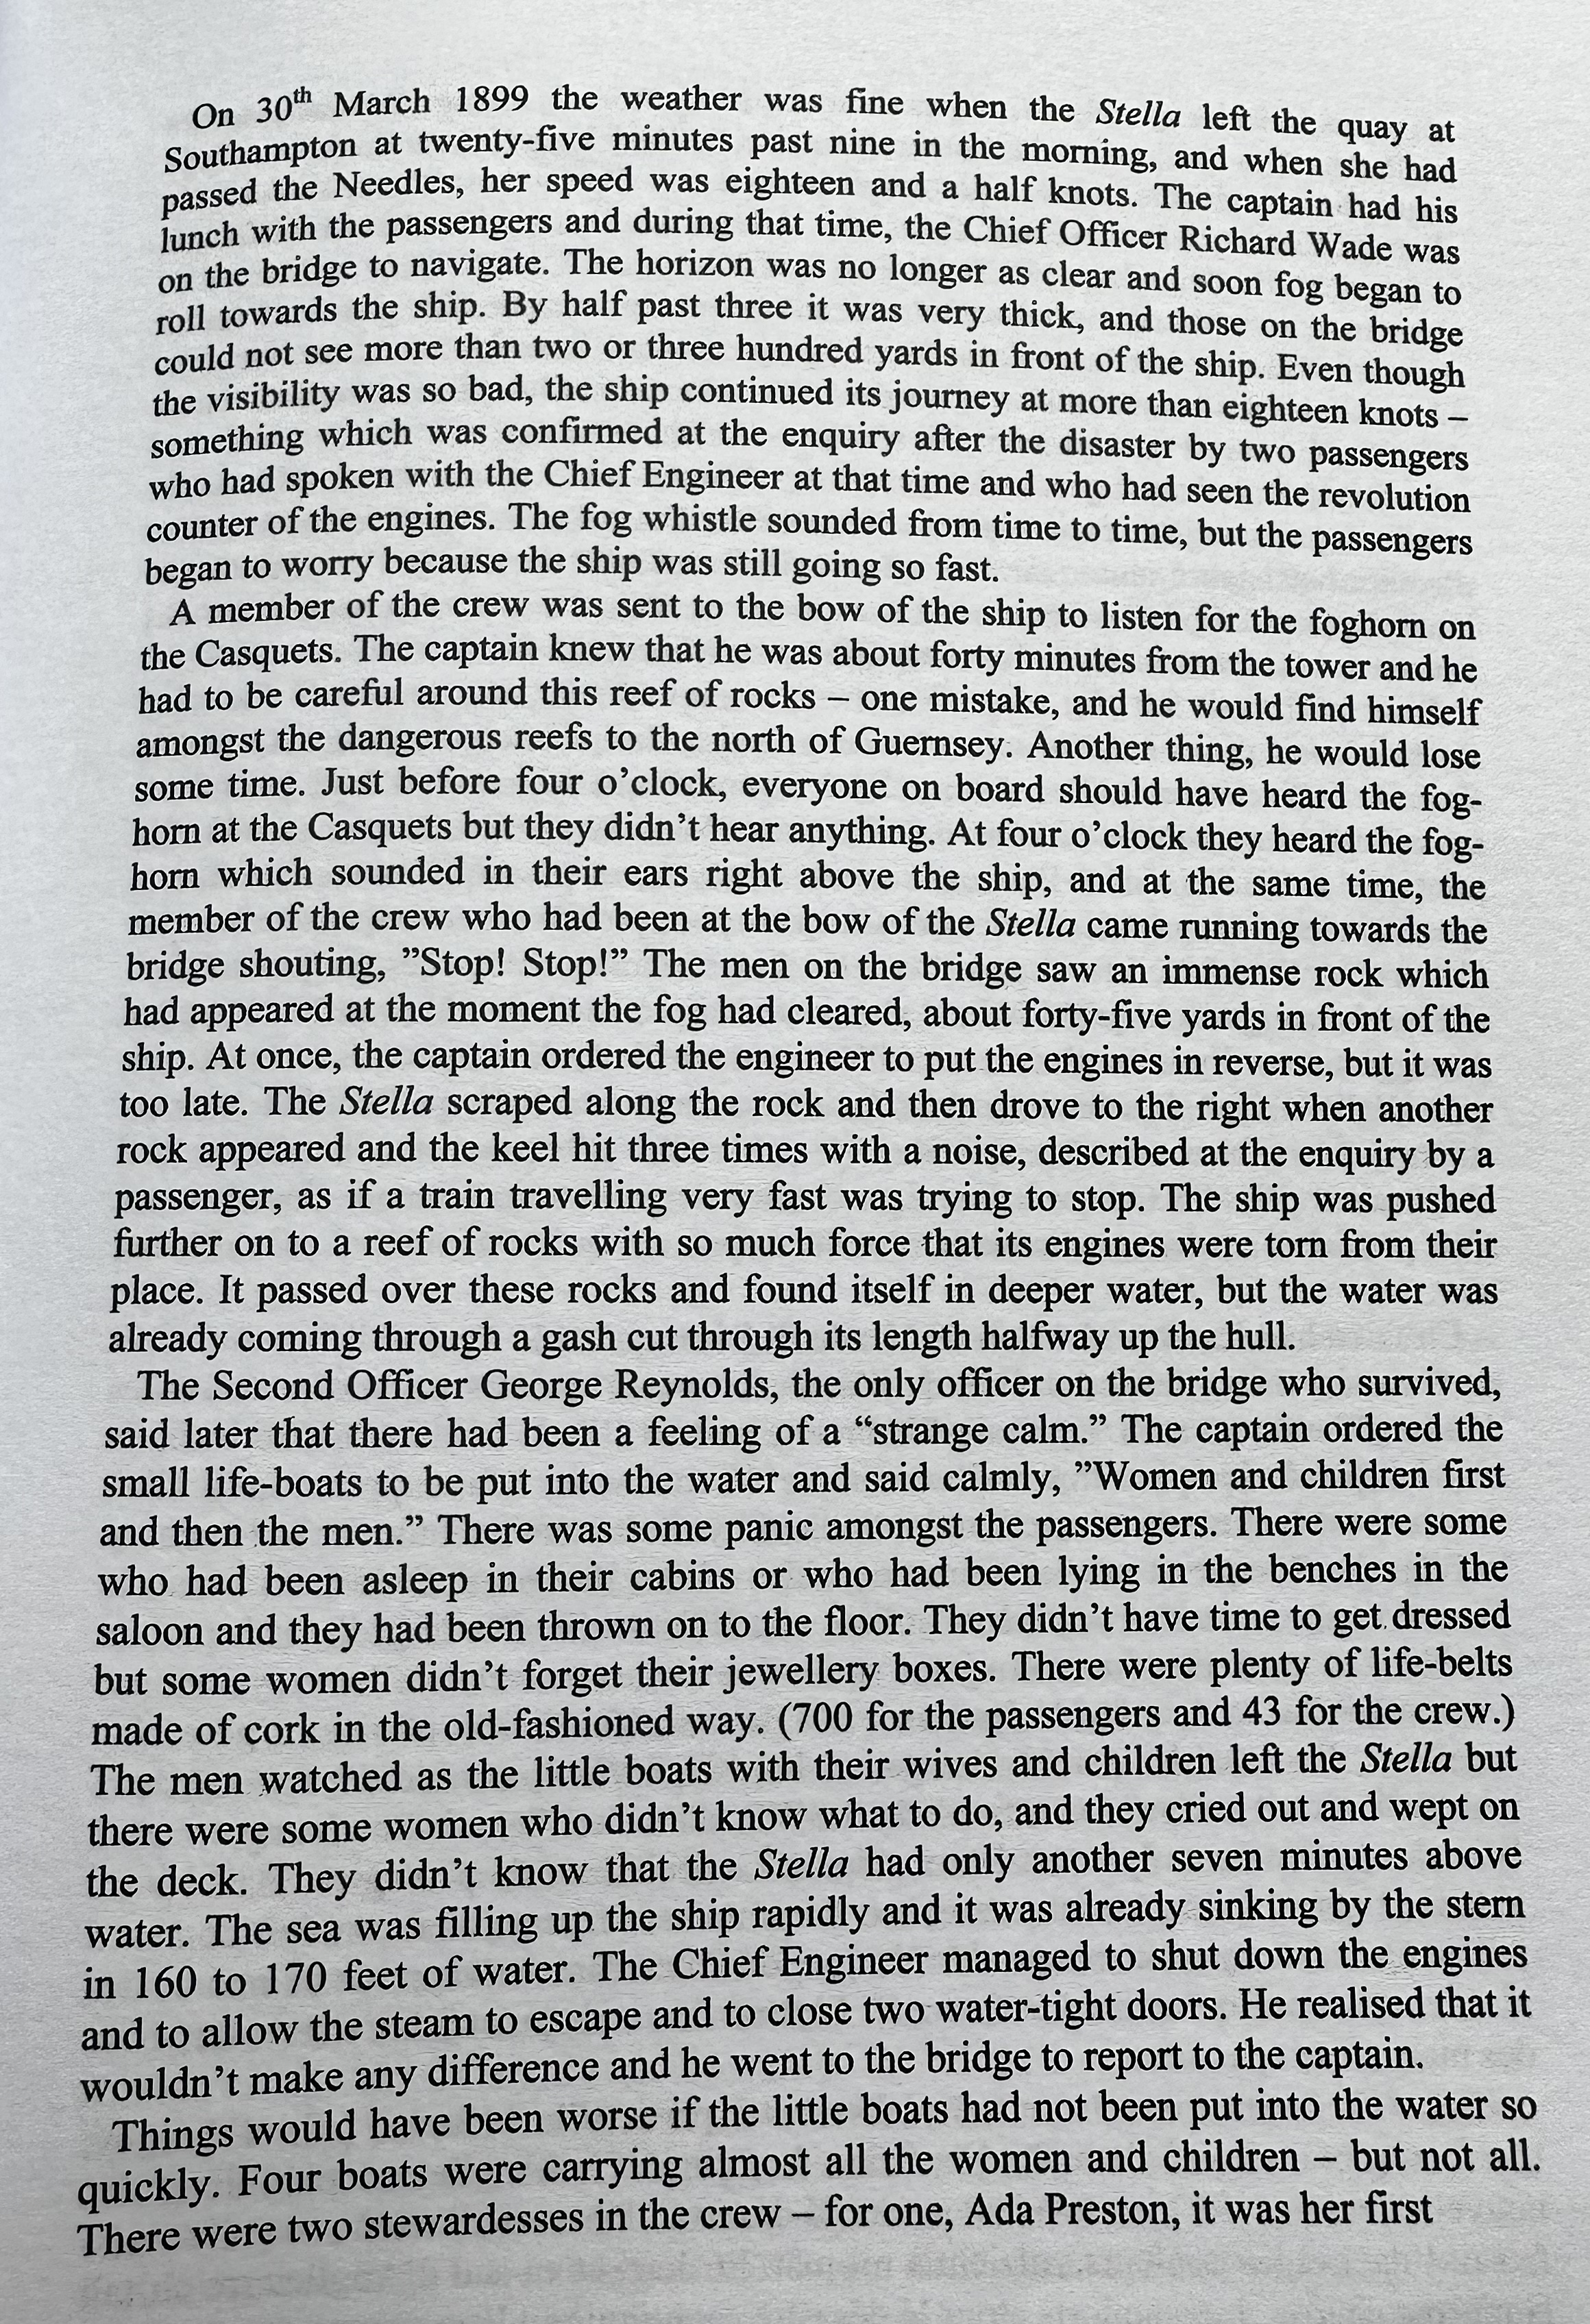 On 30th March 1899 the weather was fine when the Stella left the quay at
Southampton at twenty-five minutes past nine in the morning, and when she had
passed the Needles, her speed was eighteen and a half knots. The captain had his
lunch with the passengers and during that time, the Chief Officer Richard Wade was
on the bridge to navigate. The horizon was no longer as clear and soon fog began to
roll towards the ship. By half past three it was very thick, and those on the bridge
could not see more than two or three hundred yards in front of the ship. Even though
the visibility was so bad, the ship continued its journey at more than eighteen knots –
something which was confirmed at the enquiry after the disaster by two passengers
who had spoken with the Chief Engineer at that time and who had seen the revolution
counter of the engines. The fog whistle sounded from time to time, but the passengers
began to worry because the ship was still going so fast.
A member of the crew was sent to the bow of the ship to listen for the foghorn on
the Casquets. The captain knew that he was about forty minutes from the tower and he
had to be careful around this reef of rocks – one mistake, and he would find himself
amongst the dangerous reefs to the north of Guernsey. Another thing, he would lose
some time. Just before four o’clock, everyone on board should have heard the fog-
horn at the Casquets but they didn’t hear anything. At four o’clock they heard the fog-
horn which sounded in their ears right above the ship, and at the same time, the
member of the crew who had been at the bow of the Stella came running towards the
bridge shouting, ”Stop! Stop!” The men on the bridge saw an immense rock which
had appeared at the moment the fog had cleared, about forty-five yards in front of the
ship. At once, the captain ordered the engineer to put the engines in reverse, but it was
too late. The Stella scraped along the rock and then drove to the right when another
rock appeared and the keel hit three times with a noise, described at the enquiry by a
passenger, as if a train travelling very fast was trying to stop. The ship was pushed
further on to a reef of rocks with so much force that its engines were torn from their
place. It passed over these rocks and found itself in deeper water, but the water was
already coming through a gash cut through its length halfway up the hull.
The Second Officer George Reynolds, the only officer on the bridge who survived,
said later that there had been a feeling of a “strange calm.” The captain ordered the
small life-boats to be put into the water and said calmly, ”Women and children first
and then the men.” There was some panic amongst the passengers. There were some
who had been asleep in their cabins or who had been lying in the benches in the
saloon and they had been thrown on to the floor. They didn’t have time to get dressed
but some women didn’t forget their jewellery boxes. There were plenty of life-belts
made of cork in the old-fashioned way. (700 for the passengers and 43 for the crew.)
The men watched as the little boats with their wives and children left the Stella but
there were some women who didn’t know what to do, and they cried out and wept on
the deck. They didn’t know that the Stella had only another seven minutes above
water. The sea was filling up the ship rapidly and it was already sinking by the stern
in 160 to 170 feet of water. The Chief Engineer managed to shut down the engines
and to allow the steam to escape and to close two water-tight doors. He realised that it
wouldn’t make any difference and he went to the bridge to report to the captain.
Things would have been worse if the little boats had not been put into the water so
quickly. Four boats were carrying almost all the women and children – but not all.
There were two stewardesses in the crew – for one, Ada Preston, it was her first